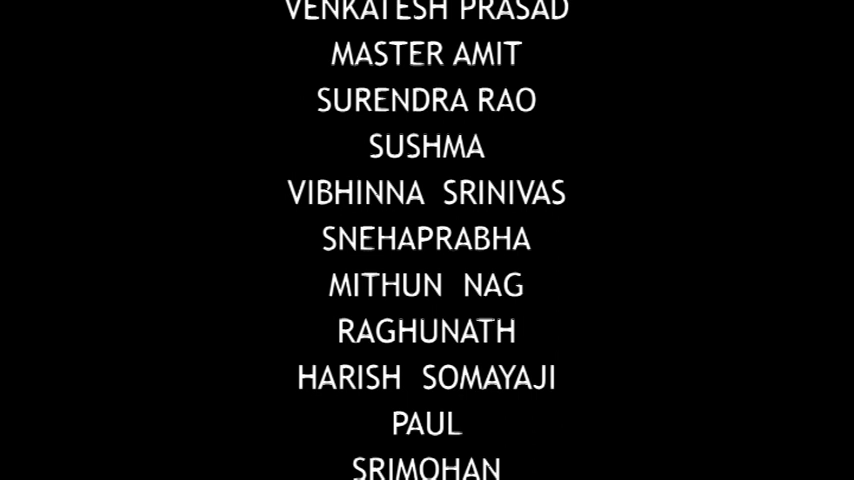 VENKATESH PRASAD
MASTER AMIT
SURENDRA RAO
SUSHMA
VIBHINNA SRINIVAS
SNEHAPRABHA
MITHUN NAG
RAGHUNATH
HARISH SOMAYAJI
PAUL
SRIMOHAN